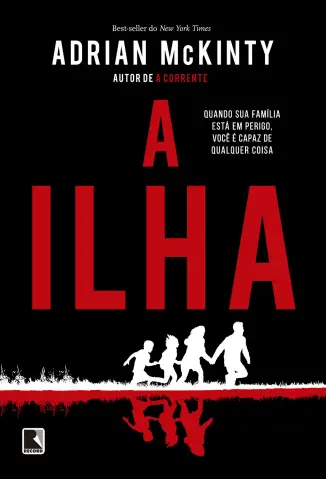 Best-seller do New York Times
ADRIAN McKINTY
AUTOR DE A CORRENTE
A
QUANDO SUA FAMÍLIA
ESTÁ EM PERIGO,
VOCÊ É CAPAZ DE
QUALQUER COISA
ILHA
RECORD